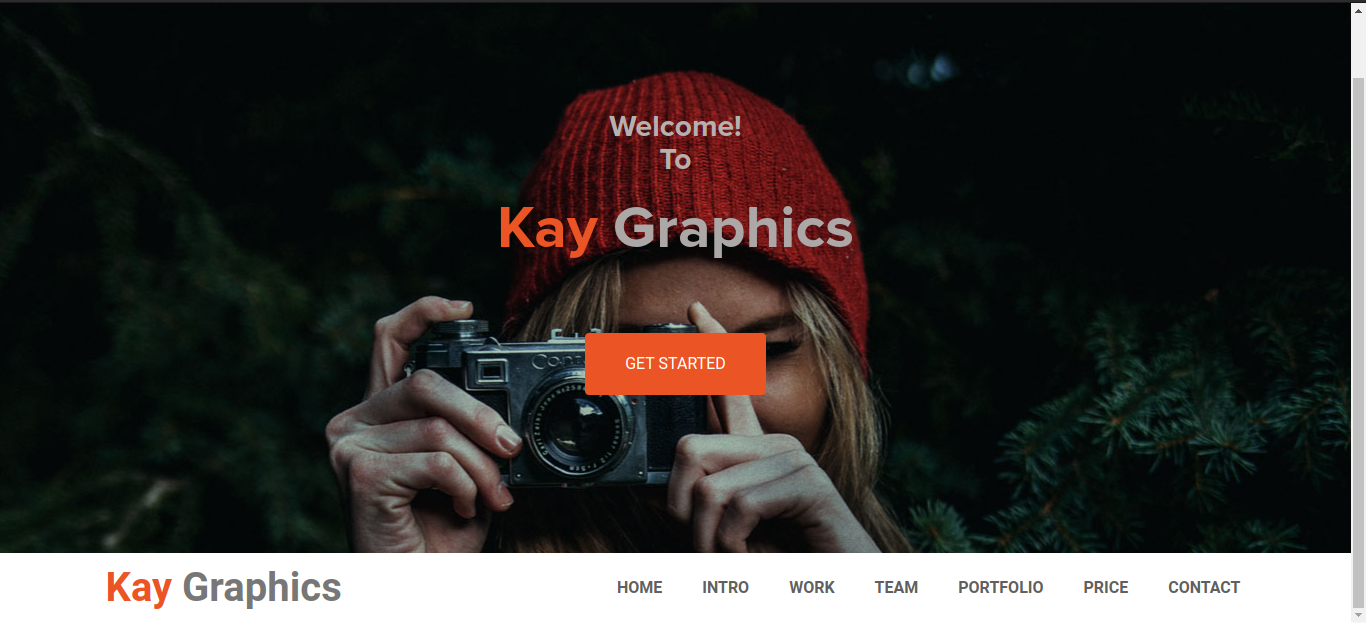 Welcome!
To
Kay Graphics
GET STARTED
Kay Graphics
HOME INTRO WORK TEAM PORTFOLIO PRICE CONTACT